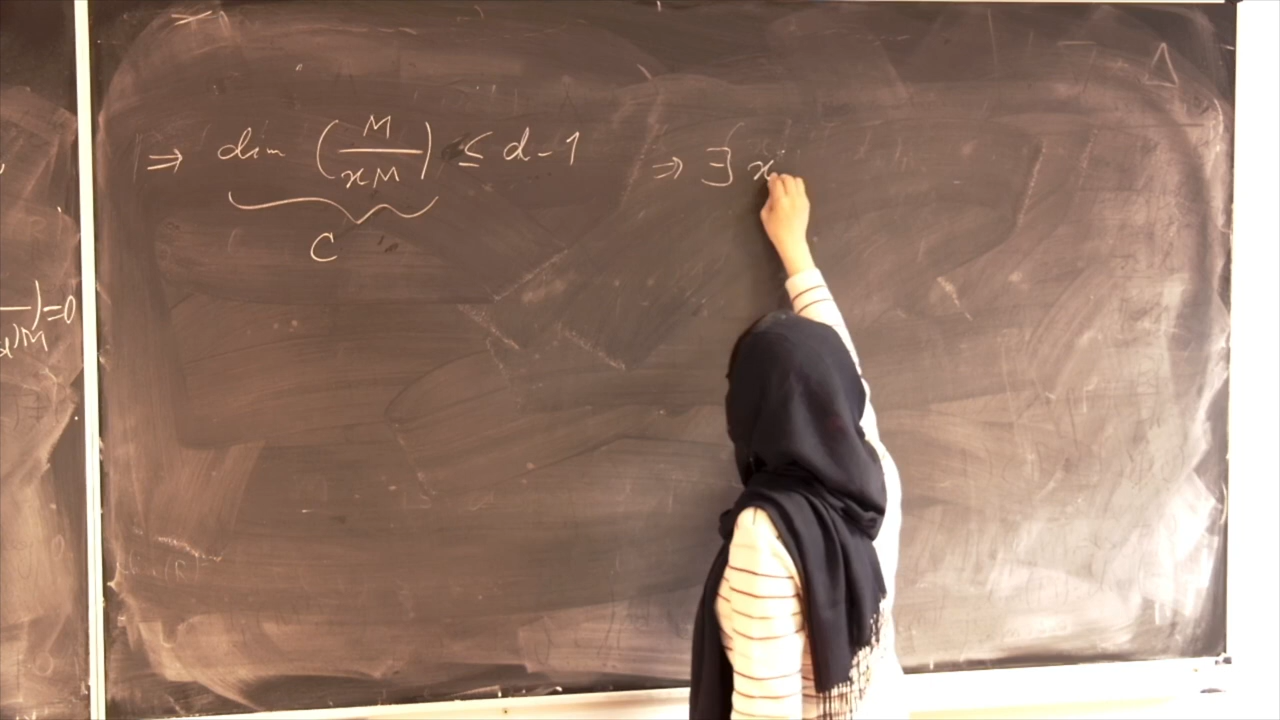 ⇒ dim (M/xM) ≤ d-1 ⇒ ∃ x
C
)=0
)M